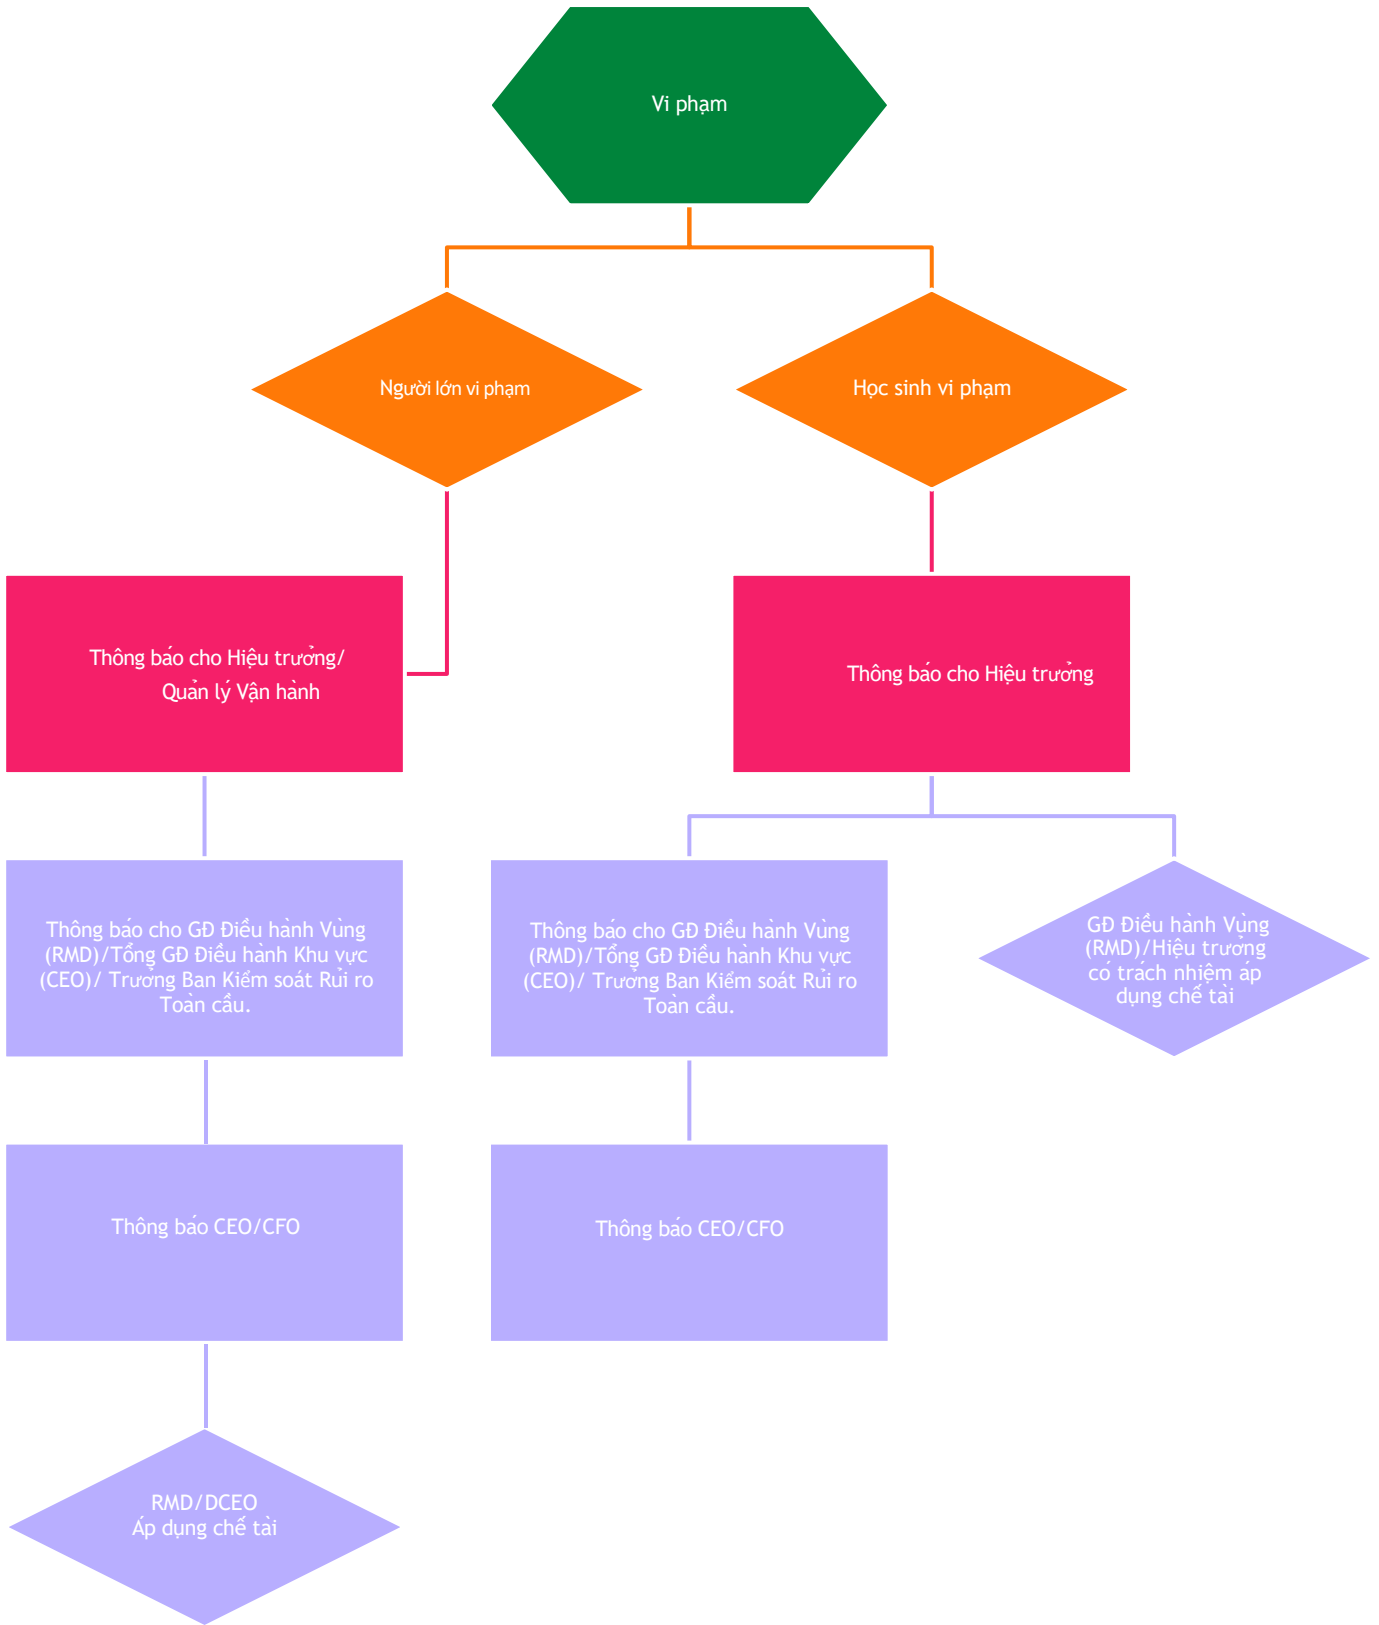 Vi phạm
Người lớn vi phạm
Học sinh vi phạm
Thông báo cho Hiệu trưởng/
Quản lý Vận hành
Thông báo cho Hiệu trưởng
Thông báo cho GĐ Điều hành Vùng
(RMD)/Tổng GĐ Điều hành Khu vực
(CEO)/ Trưởng Ban Kiểm soát Rủi ro
Toàn cầu.
Thông báo cho GĐ Điều hành Vùng
(RMD)/Tổng GĐ Điều hành Khu vực
(CEO)/ Trưởng Ban Kiểm soát Rủi ro
Toàn cầu.
GĐ Điều hành Vùng
(RMD)/Hiệu trưởng
có trách nhiệm áp
dụng chế tài
Thông báo CEO/CFO
Thông báo CEO/CFO
RMD/DCEO
Áp dụng chế tài